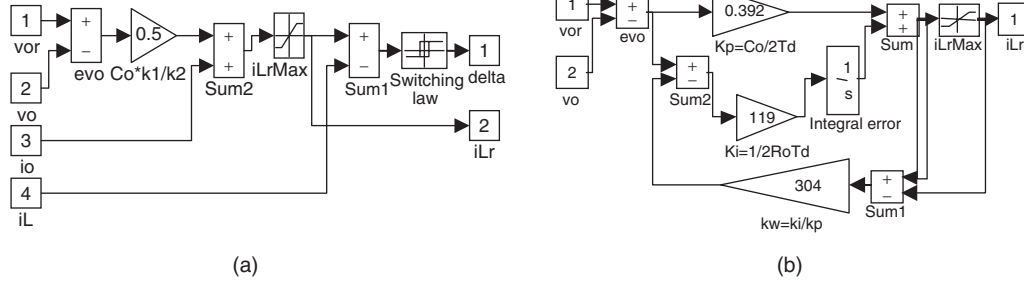 1
vor
2
vo
3
io
4
iL
+
−
evo
0.5
Co*k1/k2
+
+
Sum2
iLrMax
+
−
Sum1
Switching
law
1
delta
2
iLr
(a)
1
vor
2
vo
+
−
evo
0.392
Kp=Co/2Td
+
−
Sum2
119
Ki=1/2RoTd
1
s
Integral error
+
+
Sum
iLrMax
1
iLr
304
kw=ki/kp
+
−
Sum1
(b)